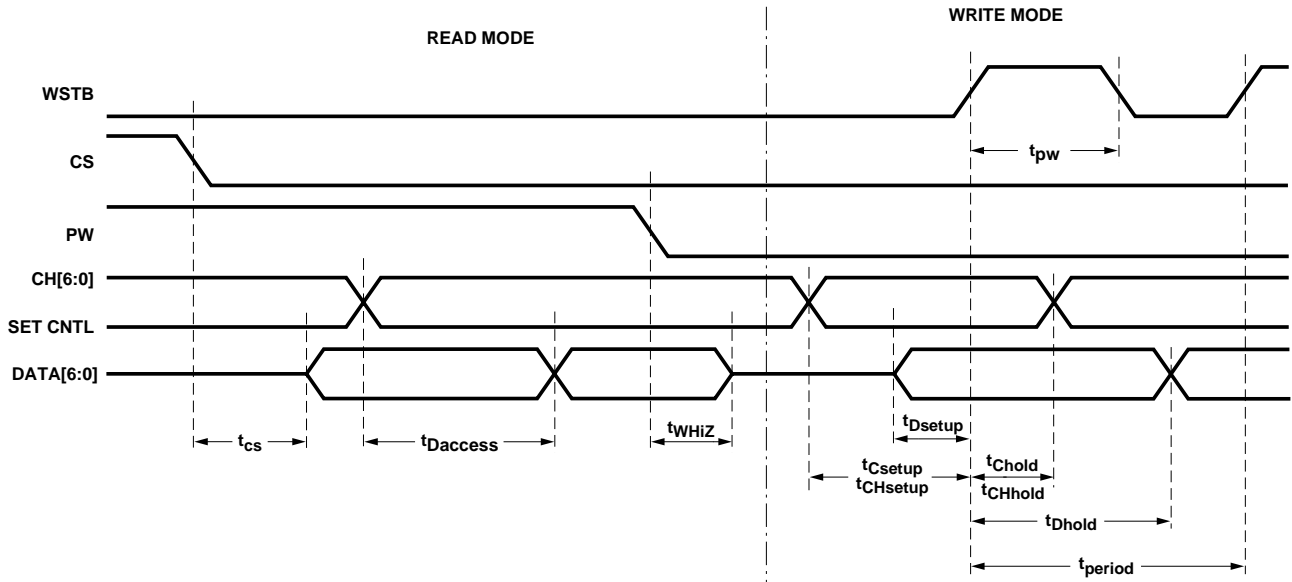 WRITE MODE
READ MODE
WSTB
tpw
CS
PW
CH[6:0]
SET CNTL
DATA[6:0]
tcs
tDaccess
tWHiZ
tDsetup
tCsetup
tCHsetup
tChold
tCHhold
tDhold
tperiod